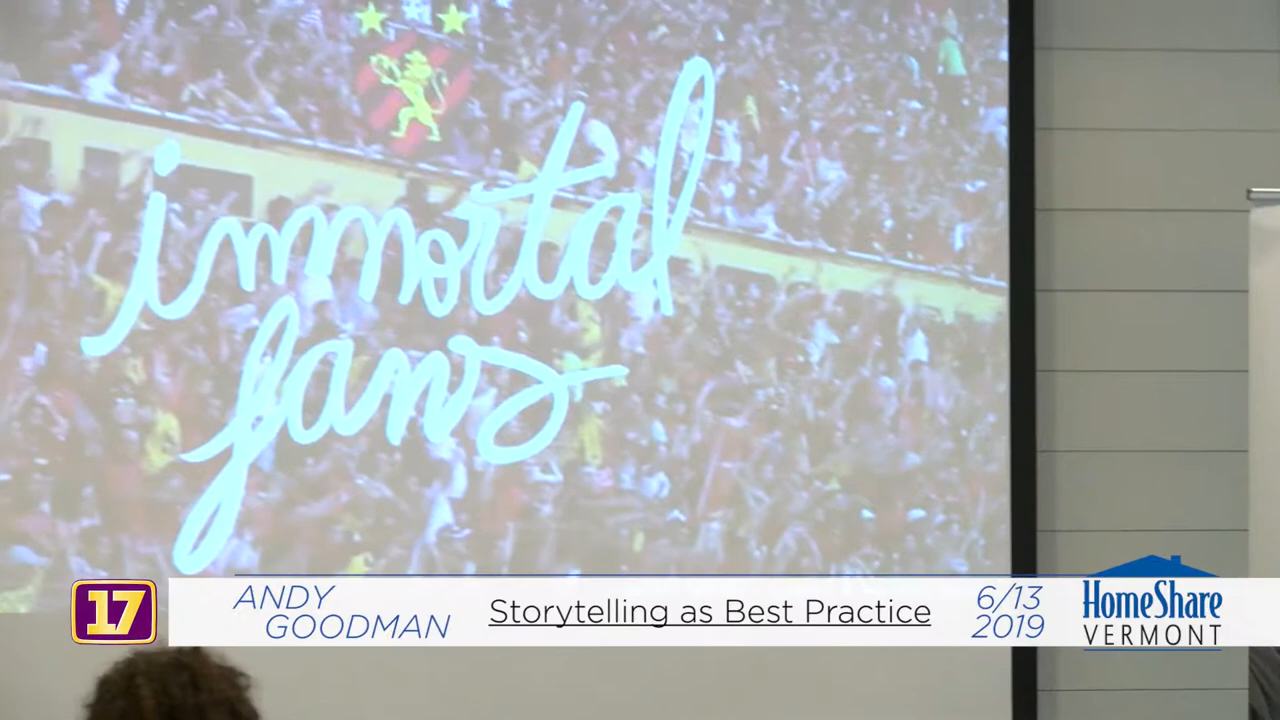 immortal
fans
17
ANDY
GOODMAN
Storytelling as Best Practice
6/13
2019
HomeShare
VERMONT